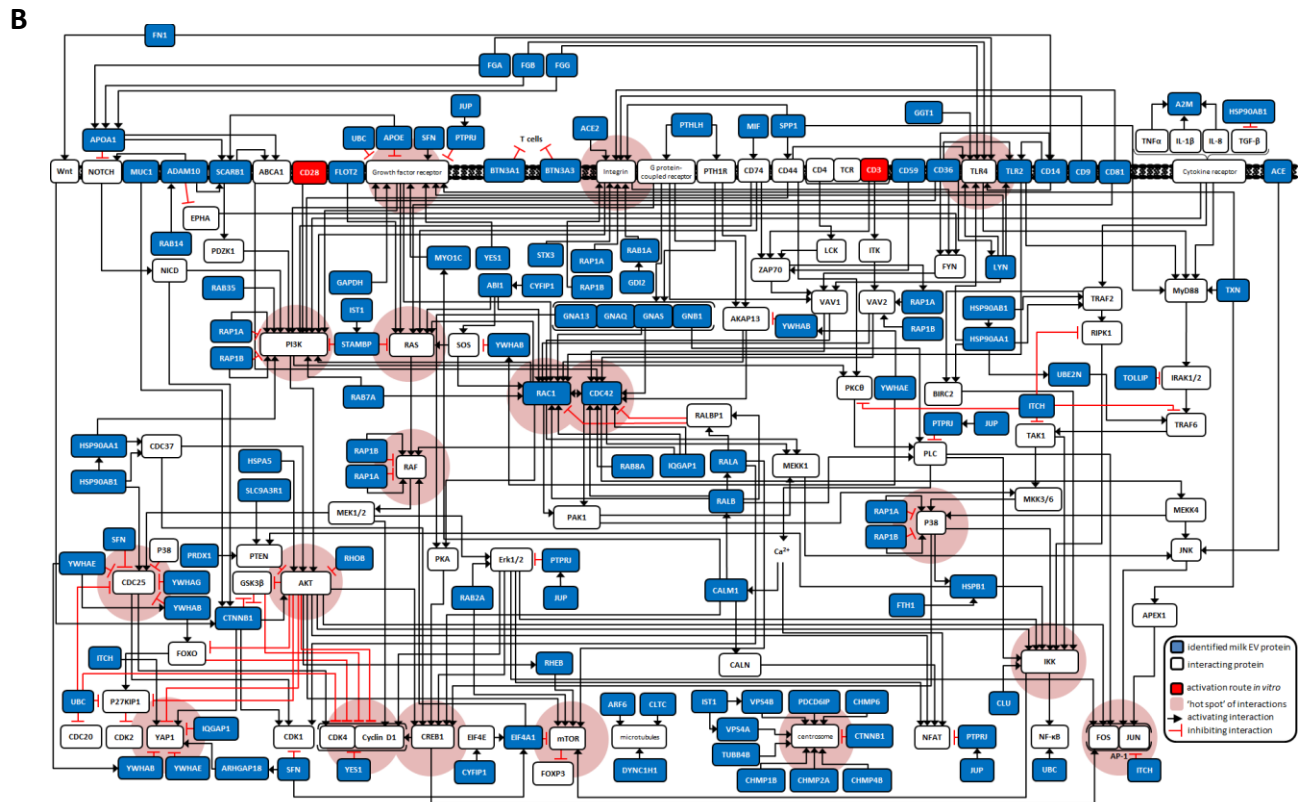 B
FN1
FGA FGB FGG
JUP GGT1 A2M HSP90AB1
APOA1 UBC APOE SFN PTPRJ T cells ACE2 PTHLH MIF SPP1 TNFα IL-1β IL-8 TGF-β
Wnt NOTCH MUC1 ADAM10 SCARB1 ABCA1 CD28 FLOT2 Growth factor receptor BTN3A1 BTN3A3 Integrin G protein-coupled receptor PTH1R CD74 CD44 CD4 TCR CD3 CD59 CD36 TLR4 TLR2 CD14 CD9 CD81 Cytokine receptor ACE
EPHA
RAB14 PDZK1 LCK ITK
NICD MYO1C YES1 STX3 RAP1A RAB1A ZAP70 FYN LYN
RAB35 GAPDH ABI1 CYFIP1 RAP1B GDI2 MyD88 TXN
IST1 GNA13 GNAQ GNAS GNB1 AKAP13 VAV1 VAV2 RAP1A HSP90AB1 TRAF2
RAP1A YWHAB RAP1B
RAP1B PI3K STAMBP RAS SOS YWHAB HSP90AA1 RIPK1
RAB7A RAC1 CDC42 PKCθ YWHAE BIRC2 UBE2N TOLLIP IRAK1/2
RALBP1 ITCH TRAF6
HSP90AA1 CDC37 RAP1B PTPRJ JUP TAK1
HSPA5 RAP1A RAF RAB8A IQGAP1 RALA MEKK1 PLC
HSP90AB1 SLC9A3R1 RALB MKK3/6
MEK1/2 PAK1 RAP1A P38 MEKK4
SFN P38 RAP1B
YWHAE PRDX1 PTEN RHOB PKA Erk1/2 PTPRJ Ca²⁺ JNK
CDC25 YWHAG GSK3β AKT RAB2A JUP CALM1 HSPB1
YWHAB CTNNB1 FTH1 APEX1
FOXO
ITCH RHEB CALN IKK
UBC P27KIP1 ARF6 CLTC IST1 VPS4B PDCD6IP CHMP6 CLU
CDC20 CDK2 YAP1 IQGAP1 CDK1 CDK4 Cyclin D1 CREB1 EIF4E EIF4A1 mTOR microtubules VPS4A centrosome CTNNB1 NFAT PTPRJ NF-κB FOS JUN
TUBB4B AP-1
YWHAB YWHAE ARHGAP18 SFN YES1 CYFIP1 FOXP3 DYNC1H1 CHMP1B CHMP2A CHMP4B JUP UBC ITCH
identified milk EV protein
interacting protein
activation route in vitro
'hot spot' of interactions
activating interaction
inhibiting interaction